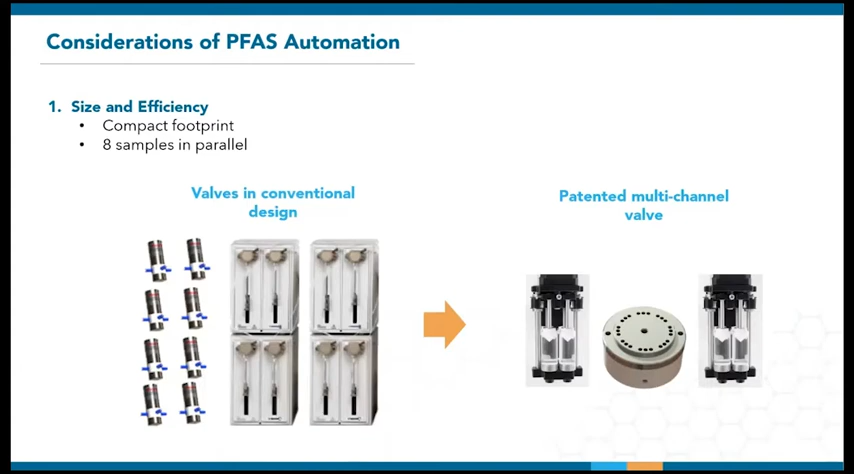 Considerations of PFAS Automation
1. Size and Efficiency
• Compact footprint
• 8 samples in parallel
Valves in conventional
design
Patented multi-channel
valve